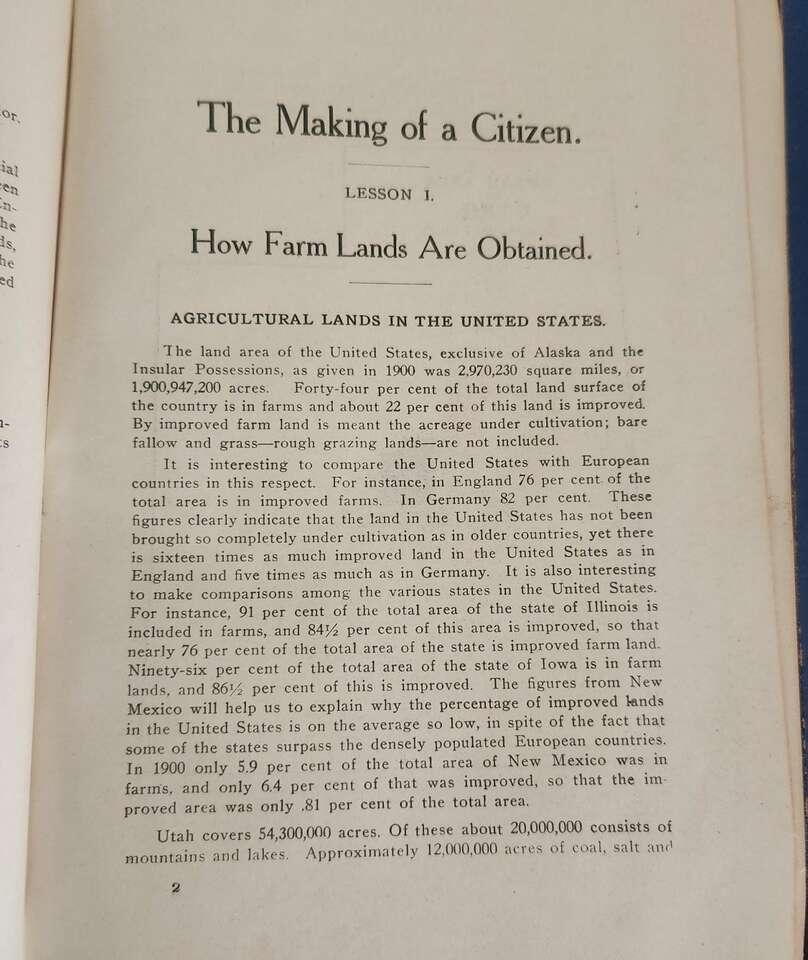 or.
ial
en
n-
he
ds,
he
ed
n-
s
The Making of a Citizen.
LESSON I.
How Farm Lands Are Obtained.
AGRICULTURAL LANDS IN THE UNITED STATES.
The land area of the United States, exclusive of Alaska and the
Insular Possessions, as given in 1900 was 2,970,230 square miles, or
1,900,947,200 acres. Forty-four per cent of the total land surface of
the country is in farms and about 22 per cent of this land is improved.
By improved farm land is meant the acreage under cultivation; bare
fallow and grass—rough grazing lands—are not included.
It is interesting to compare the United States with European
countries in this respect. For instance, in England 76 per cent of the
total area is in improved farms. In Germany 82 per cent. These
figures clearly indicate that the land in the United States has not been
brought so completely under cultivation as in older countries, yet there
is sixteen times as much improved land in the United States as in
England and five times as much as in Germany. It is also interesting
to make comparisons among the various states in the United States.
For instance, 91 per cent of the total area of the state of Illinois is
included in farms, and 84½ per cent of this area is improved, so that
nearly 76 per cent of the total area of the state is improved farm land.
Ninety-six per cent of the total area of the state of Iowa is in farm
lands, and 86½ per cent of this is improved. The figures from New
Mexico will help us to explain why the percentage of improved lands
in the United States is on the average so low, in spite of the fact that
some of the states surpass the densely populated European countries.
In 1900 only 5.9 per cent of the total area of New Mexico was in
farms, and only 6.4 per cent of that was improved, so that the im-
proved area was only .81 per cent of the total area.
Utah covers 54,300,000 acres. Of these about 20,000,000 consists of
mountains and lakes. Approximately 12,000,000 acres of coal, salt and
2